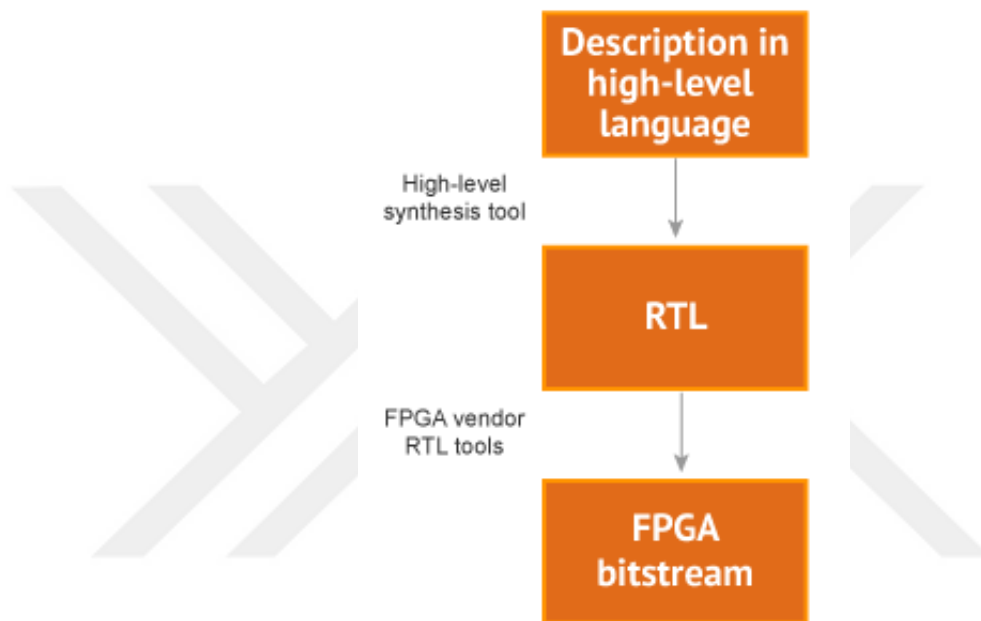 Description in
high-level
language
High-level
synthesis tool
RTL
FPGA vendor
RTL tools
FPGA
bitstream